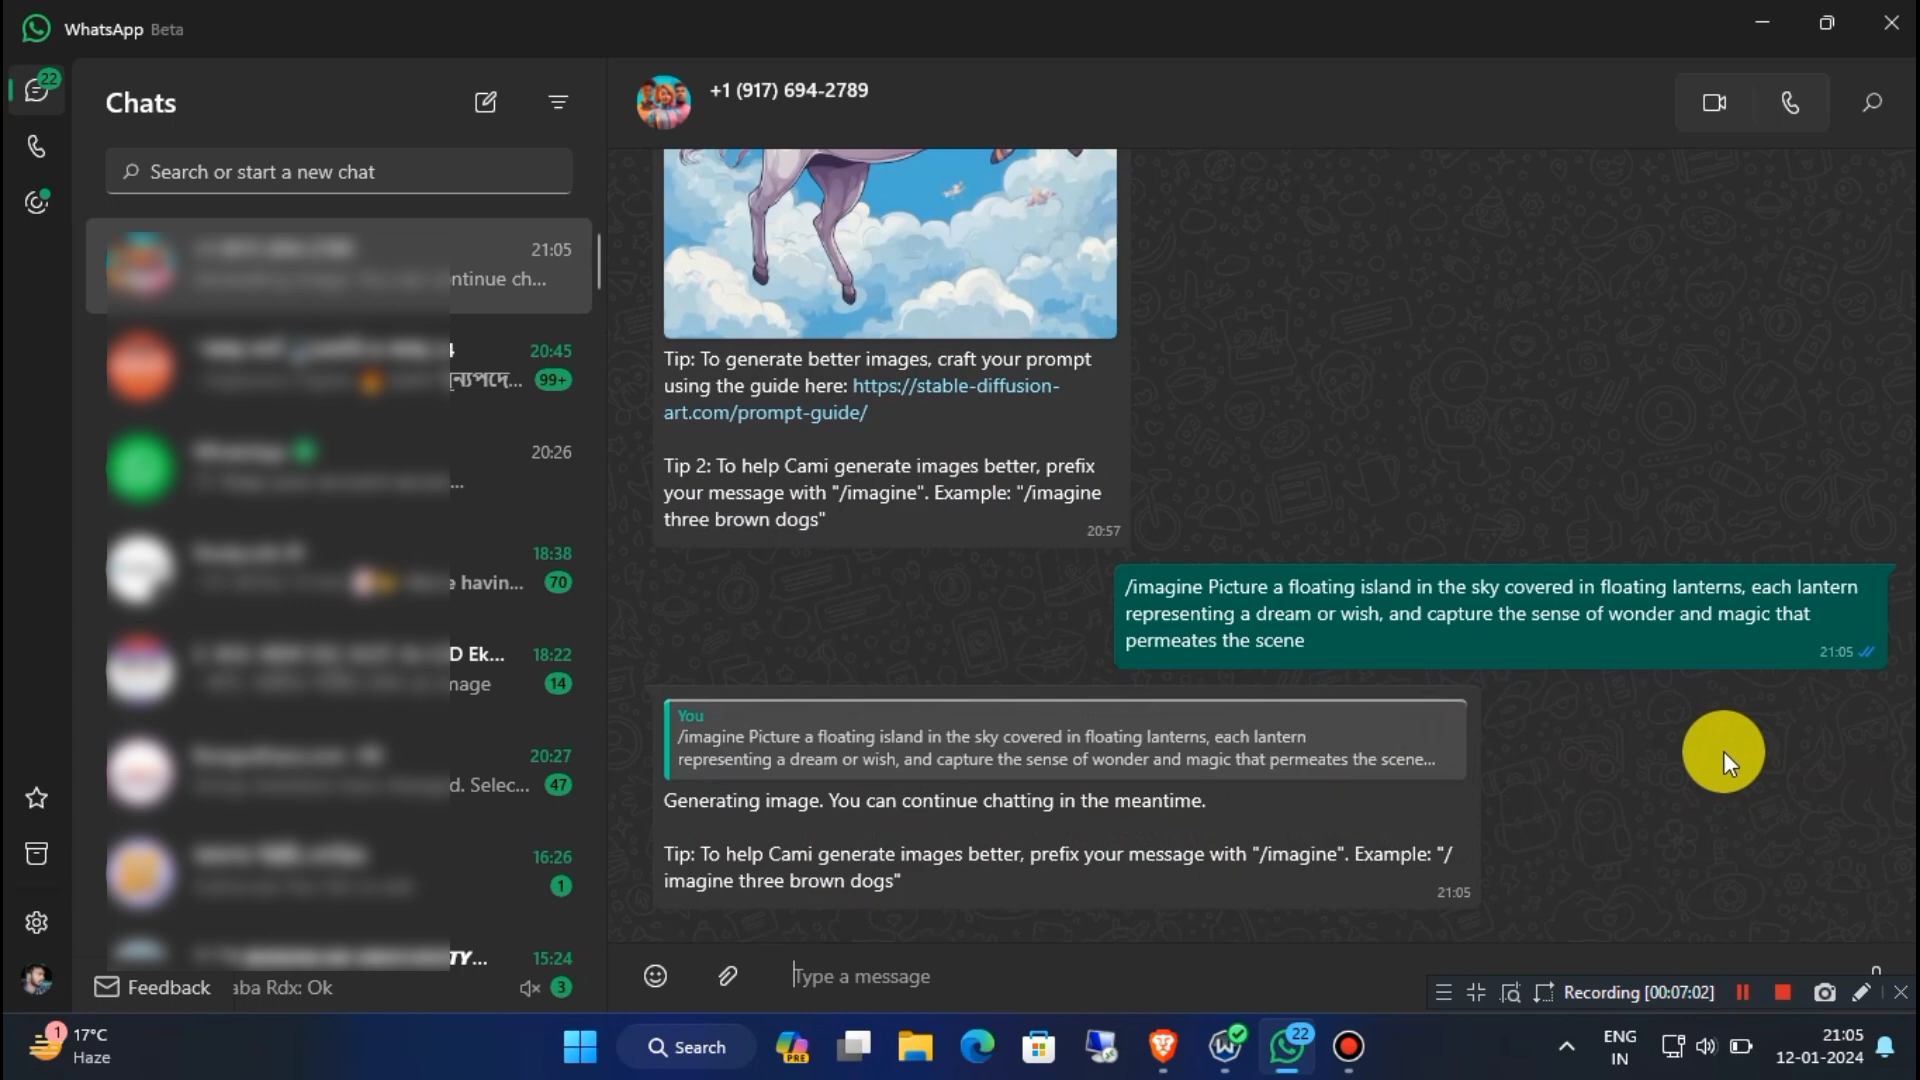 WhatsApp Beta
22
Chats
Search or start a new chat
21:05
ntinue ch...
4
20:45
99+
20:26
...
18:38
e havin...
70
D Ek...
18:22
nage
14
20:27
d. Selec...
47
16:26
1
TY...
15:24
Feedback
aba Rdx: Ok
3
+1 (917) 694-2789
Tip: To generate better images, craft your prompt
using the guide here: https://stable-diffusion-
art.com/prompt-guide/
Tip 2: To help Cami generate images better, prefix
your message with "/imagine". Example: "/imagine
three brown dogs"
20:57
/imagine Picture a floating island in the sky covered in floating lanterns, each lantern
representing a dream or wish, and capture the sense of wonder and magic that
permeates the scene
21:05
You
/imagine Picture a floating island in the sky covered in floating lanterns, each lantern
representing a dream or wish, and capture the sense of wonder and magic that permeates the scene...
Generating image. You can continue chatting in the meantime.
Tip: To help Cami generate images better, prefix your message with "/imagine". Example: "/
imagine three brown dogs"
21:05
Type a message
Recording [00:07:02]
1
17°C
Haze
Search
PRE
22
ENG
IN
21:05
12-01-2024